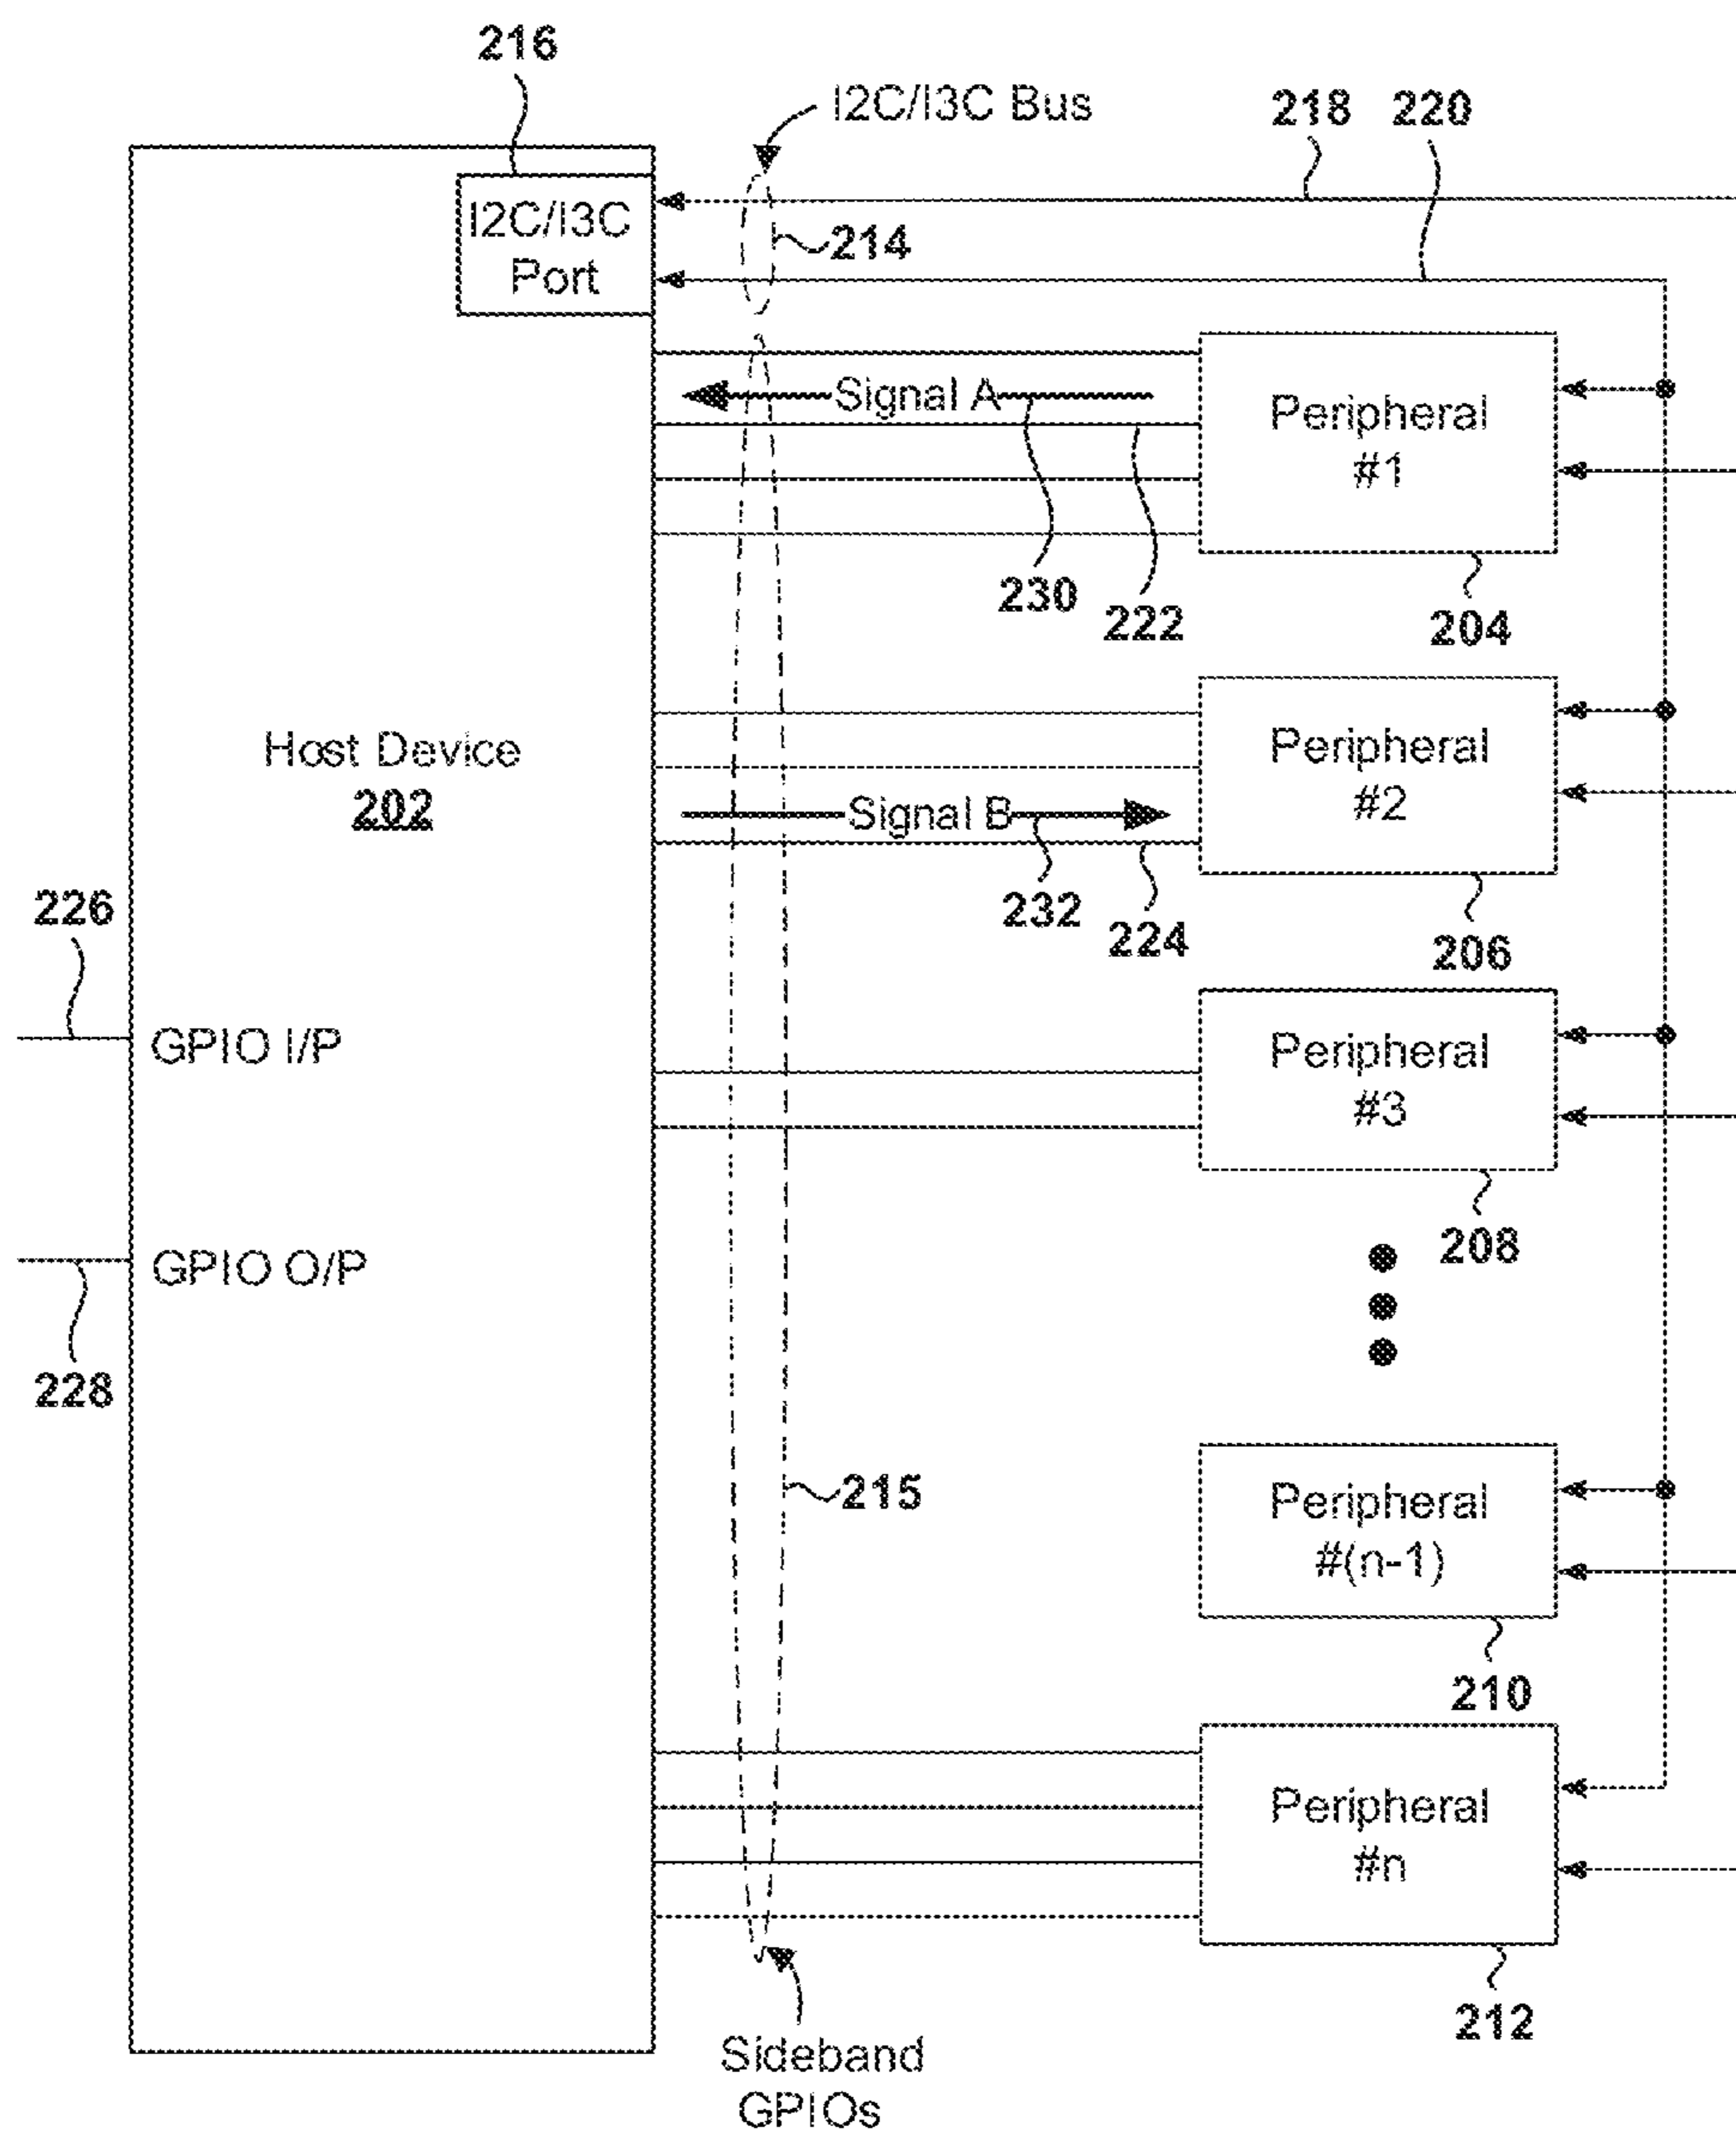 216
I2C/I3C Bus
218
220
I2C/I3C
Port
214
Signal A
Peripheral
#1
230
222
204
Host Device
202
Peripheral
#2
Signal B
232
224
206
226
GPIO I/P
Peripheral
#3
208
GPIO O/P
228
215
Peripheral
#(n-1)
210
Peripheral
#n
212
Sideband
GPIOs